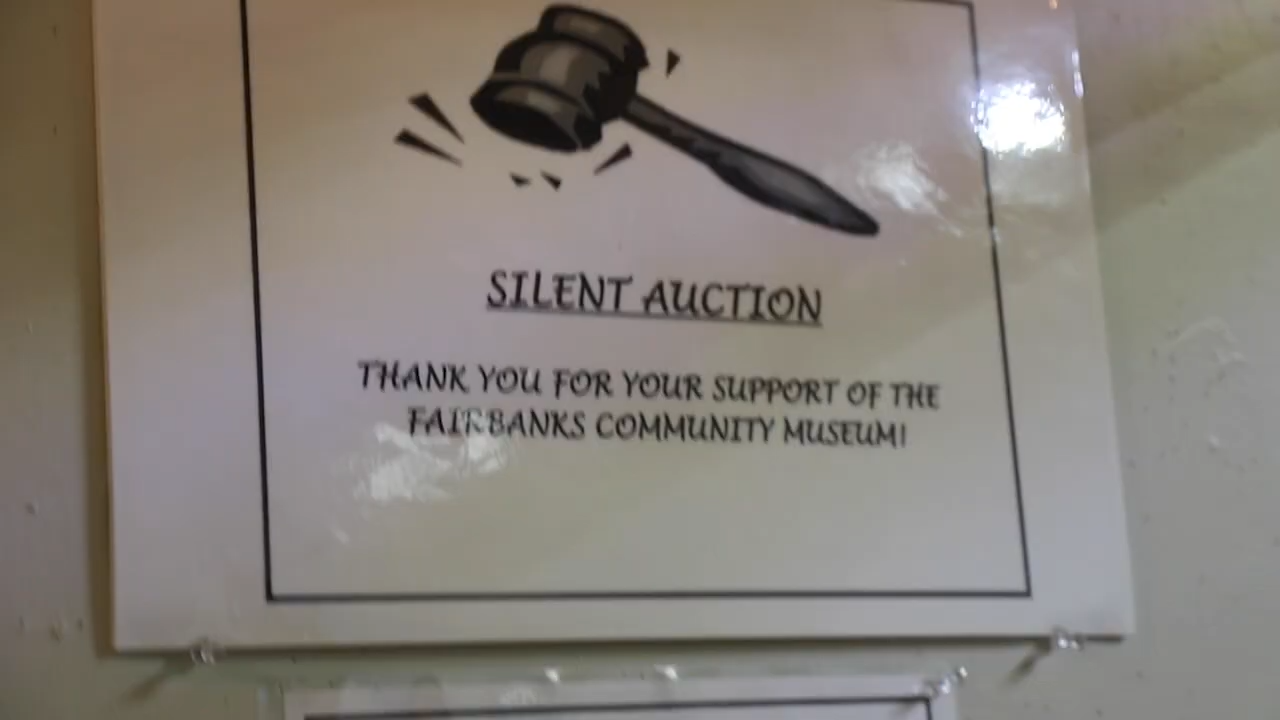 SILENT AUCTION
THANK YOU FOR YOUR SUPPORT OF THE
FAIRBANKS COMMUNITY MUSEUM!